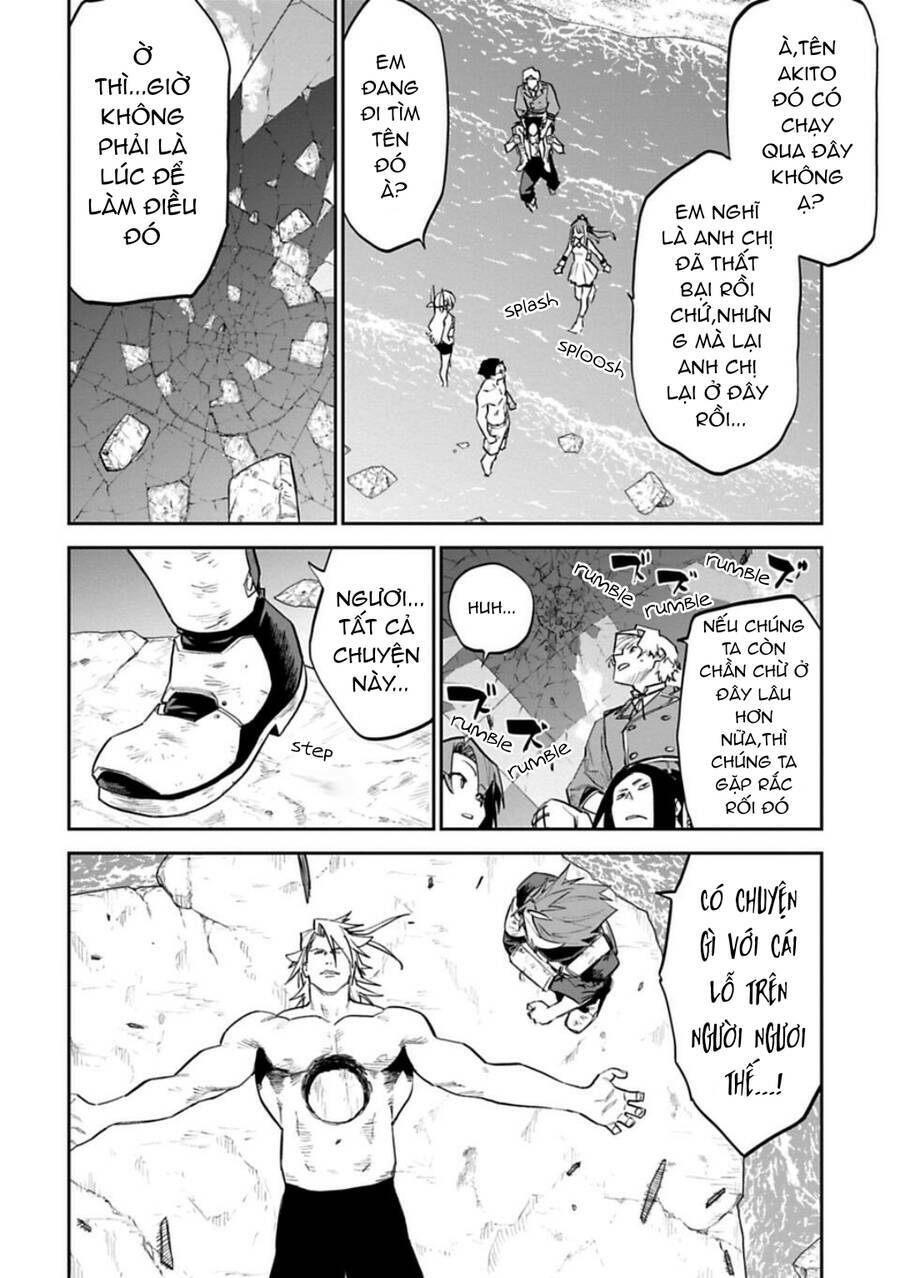 À,TÊN
AKITO
ĐÓ CÓ
CHẠY
QUA ĐÂY
KHÔNG
Ạ?
EM NGHĨ
LÀ ANH CHỊ
ĐÃ THẤT
BẠI RỒI
CHỨ,NHƯN
G MÀ LẠI
ANH CHỊ
LẠI Ở ĐÂY
RỒI...
EM
ĐANG
ĐI TÌM
TÊN
ĐÓ
À?
splash
sploosh
Ờ
THÌ...GIỜ
KHÔNG
PHẢI LÀ
LÚC ĐỂ
LÀM ĐIỀU
ĐÓ
NẾU CHÚNG
TA CÒN
CHẦN CHỪ Ở
ĐÂY LÂU
HƠN
NỮA,THÌ
CHÚNG TA
GẶP RẮC
RỐI ĐÓ
HUH...
ズ
ズ
ズ
ズ
rumble
rumble
rumble
rumble
rumble
NGƯƠI...
TẤT CẢ
CHUYỆN
NÀY...
step
CÓ CHUYỆN
GÌ VỚI CÁI
LỖ TRÊN
NGƯỜI NGƯƠI
THẾ....!